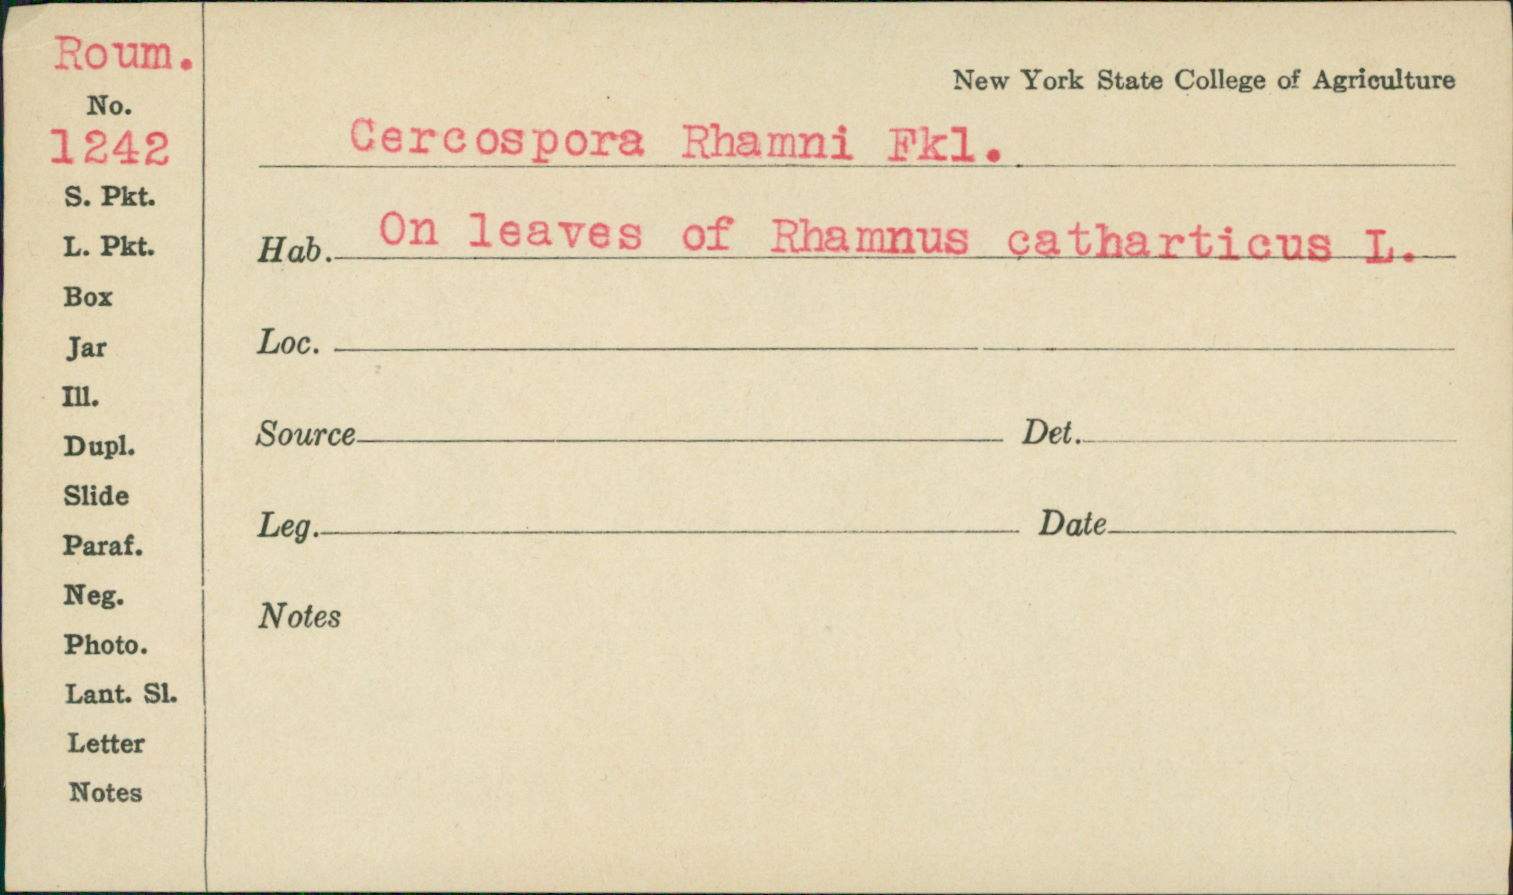 Roum.
No.
1242
S. Pkt.
L. Pkt.
Box
Jar
Ill.
Dupl.
Slide
Paraf.
Neg.
Photo.
Lant. Sl.
Letter
Notes
New York State College of Agriculture
Cercospora Rhamni Fkl.
Hab. On leaves of Rhamnus catharticus L.
Loc.
Source Det.
Leg. Date
Notes